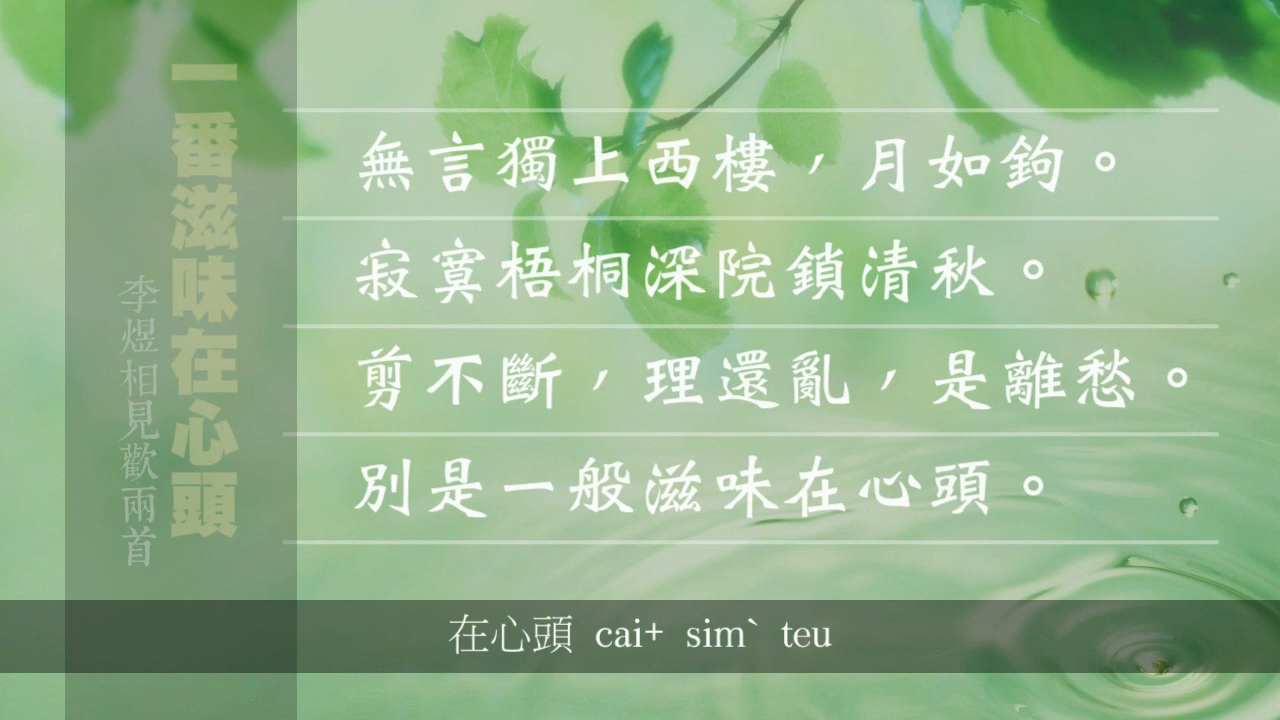 一番滋味在心頭
李煜相見歡兩首
無言獨上西樓，月如鉤。
寂寞梧桐深院鎖清秋。
剪不斷，理還亂，是離愁。
別是一般滋味在心頭。
在心頭 cai+ sim` teu